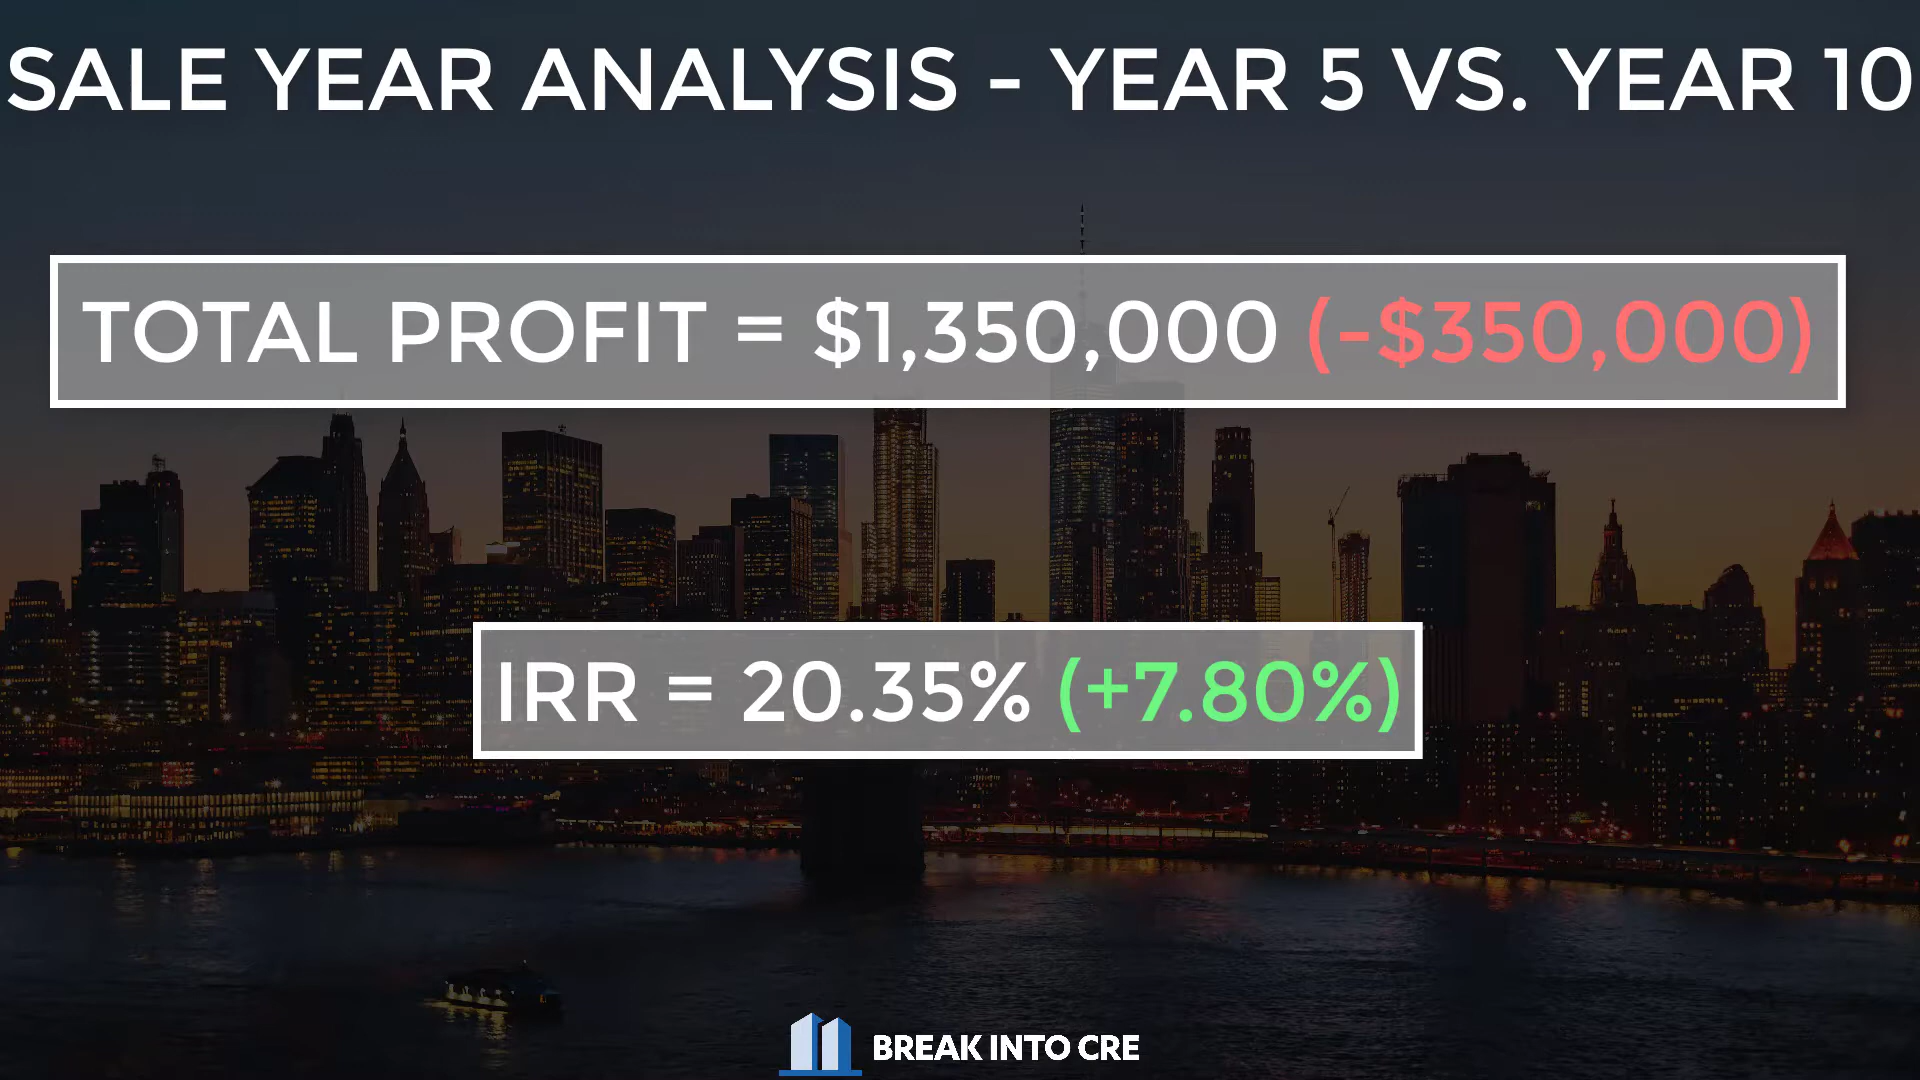 SALE YEAR ANALYSIS - YEAR 5 VS. YEAR 10
TOTAL PROFIT = $1,350,000 (-$350,000)
IRR = 20.35% (+7.80%)
BREAK INTO CRE